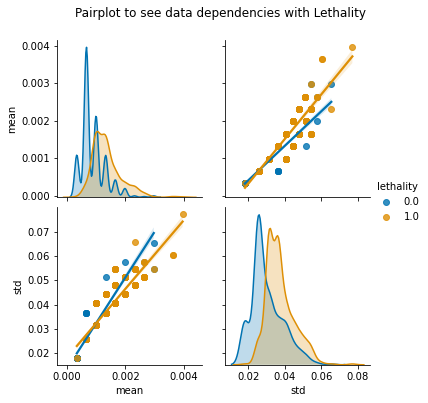 Pairplot to see data dependencies with Lethality
0.004
0.003
0.002
0.001
0.000
mean
lethality
0.0
1.0
0.07
0.06
0.05
0.04
0.03
0.02
std
0.000 0.002 0.004
mean
0.02 0.04 0.06 0.08
std